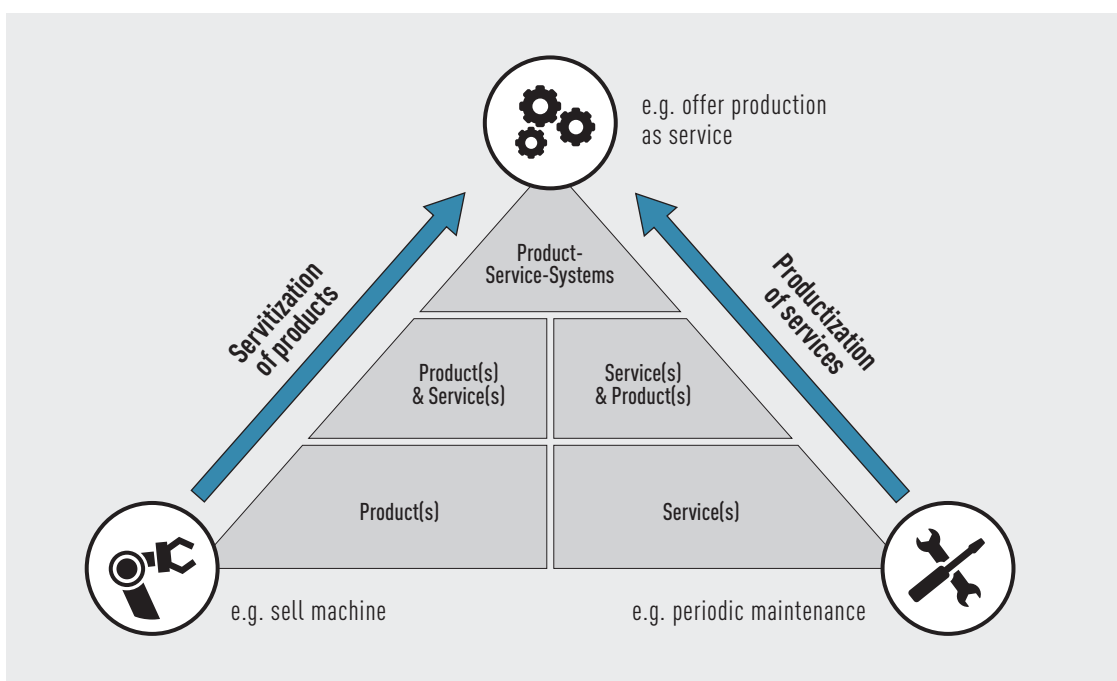 e.g. offer production
as service
Product-
Service-Systems
Servitization
of products
Productization
of services
Product(s)
& Service(s)
Service(s)
& Product(s)
Product(s)
Service(s)
e.g. sell machine
e.g. periodic maintenance